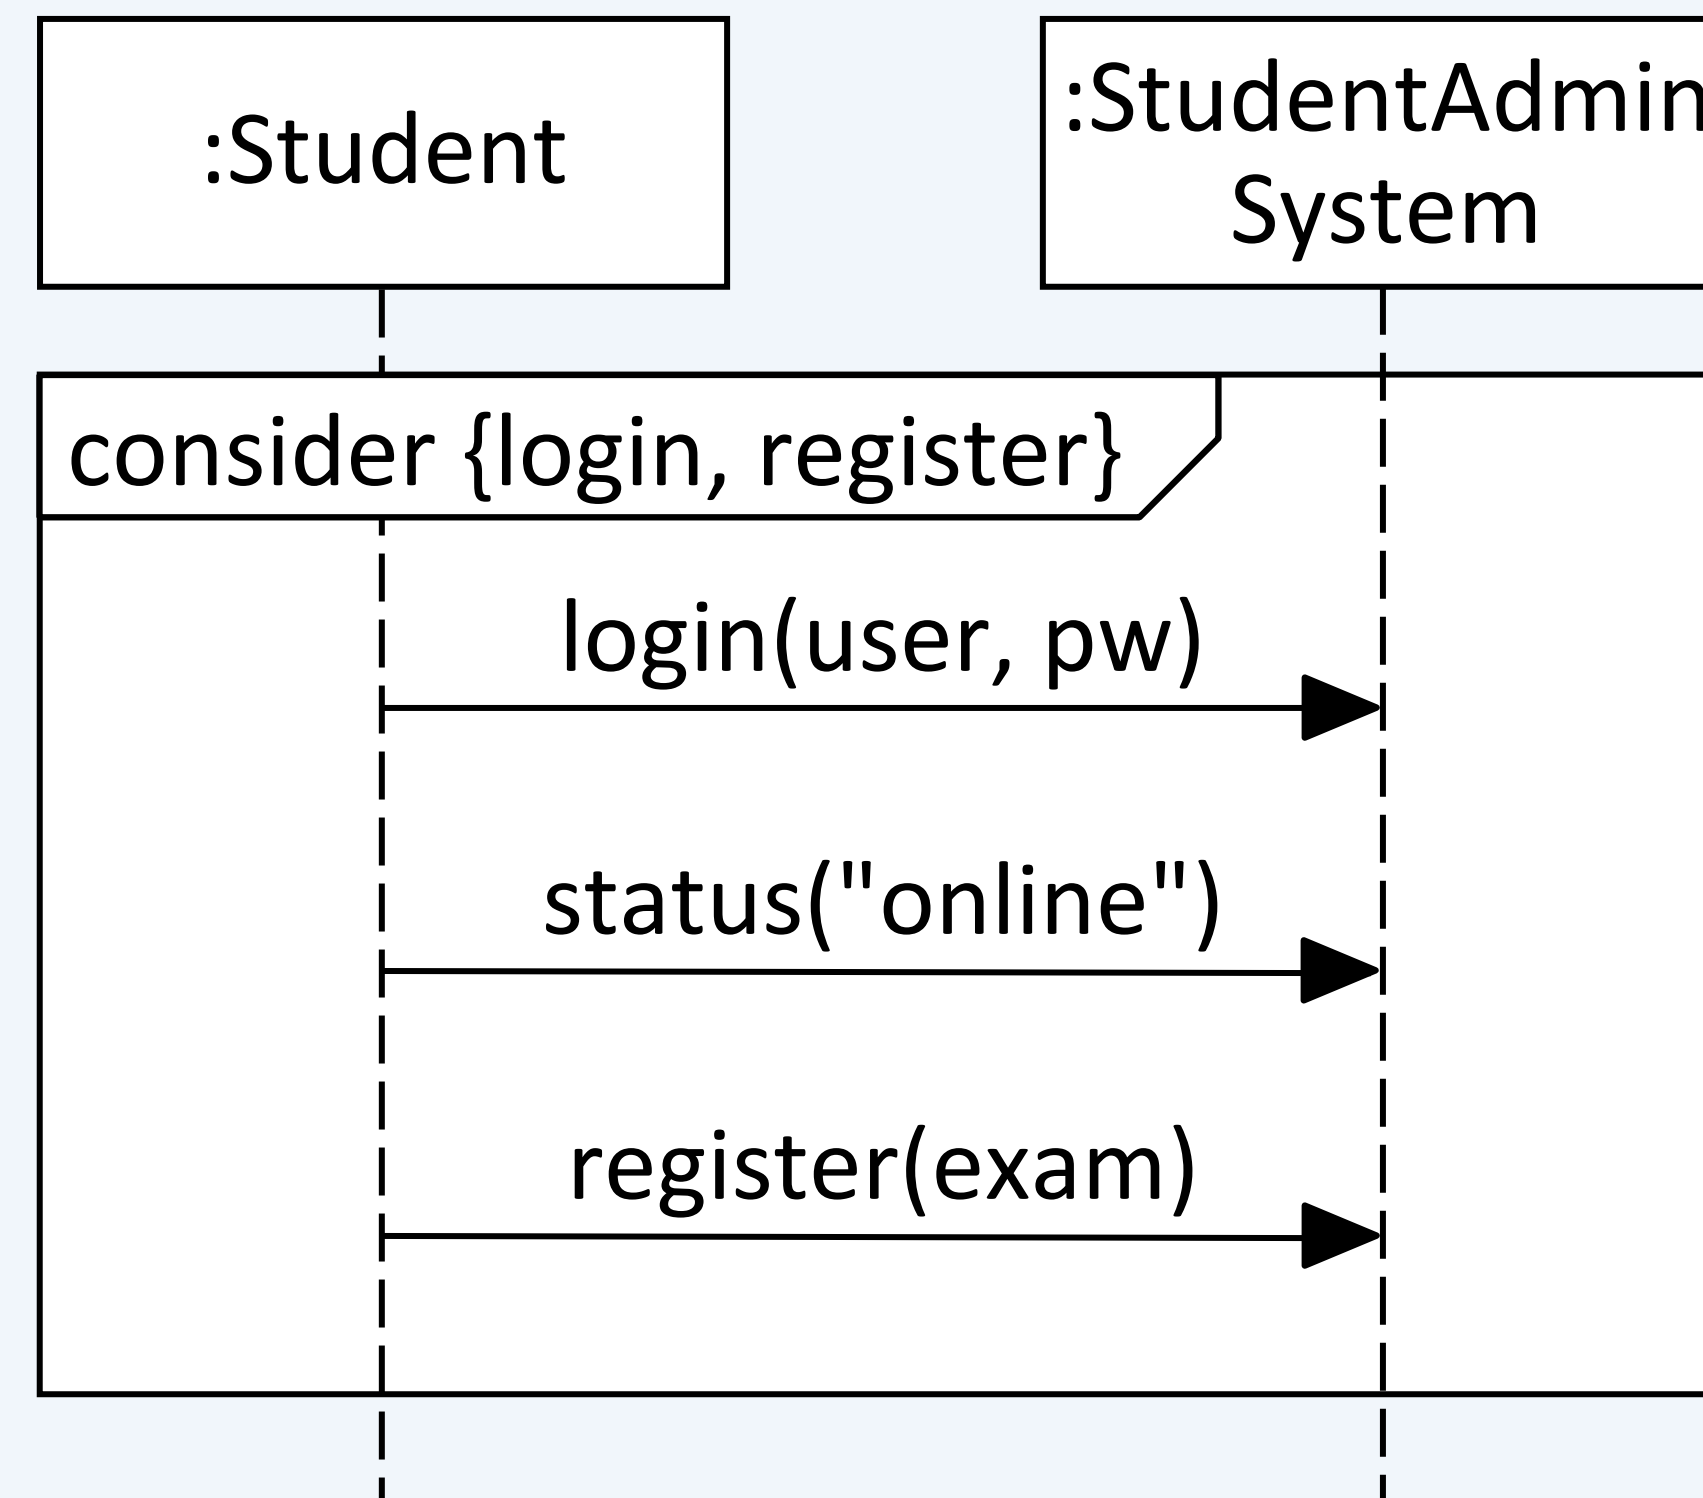 :Student
:StudentAdmin
System
consider {login, register}
login(user, pw)
status("online")
register(exam)